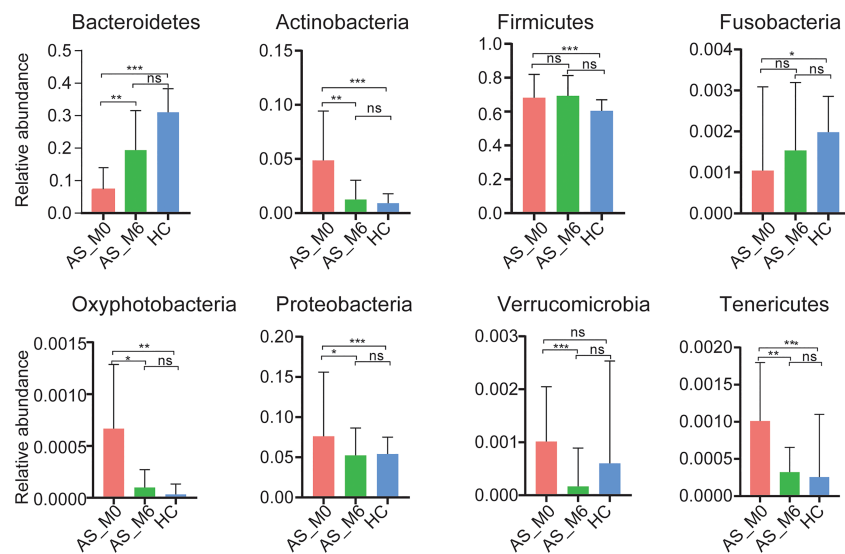 Bacteroidetes
Relative abundance
0.5
0.4
0.3
0.2
0.1
0.0
***
ns
**
AS_M0
AS_M6
HC
Actinobacteria
0.15
0.10
0.05
0.00
***
**
ns
AS_M0
AS_M6
HC
Firmicutes
1.0
0.8
0.6
0.4
0.2
0.0
***
ns
ns
AS_M0
AS_M6
HC
Fusobacteria
0.004
0.003
0.002
0.001
0.000
*
ns
ns
AS_M0
AS_M6
HC
Oxyphotobacteria
Relative abundance
0.0015
0.0010
0.0005
0.0000
**
*
ns
AS_M0
AS_M6
HC
Proteobacteria
0.20
0.15
0.10
0.05
0.00
***
*
ns
AS_M0
AS_M6
HC
Verrucomicrobia
0.003
0.002
0.001
0.000
ns
***
ns
AS_M0
AS_M6
HC
Tenericutes
0.0020
0.0015
0.0010
0.0005
0.0000
***
**
ns
AS_M0
AS_M6
HC